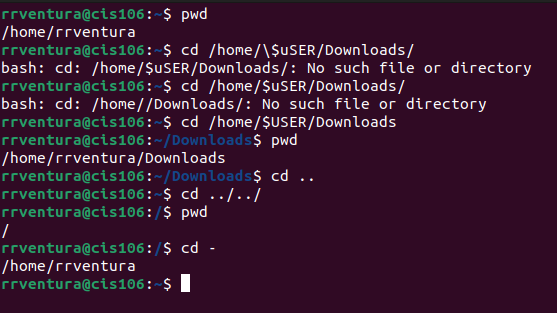 rrventura@cis106:~$ pwd
/home/rrventura
rrventura@cis106:~$ cd /home/\$uSER/Downloads/
bash: cd: /home/$uSER/Downloads/: No such file or directory
rrventura@cis106:~$ cd /home/$uSER/Downloads/
bash: cd: /home//Downloads/: No such file or directory
rrventura@cis106:~$ cd /home/$USER/Downloads
rrventura@cis106:~/Downloads$ pwd
/home/rrventura/Downloads
rrventura@cis106:~/Downloads$ cd ..
rrventura@cis106:~$ cd ../../
rrventura@cis106:/$ pwd
/
rrventura@cis106:/$ cd -
/home/rrventura
rrventura@cis106:~$